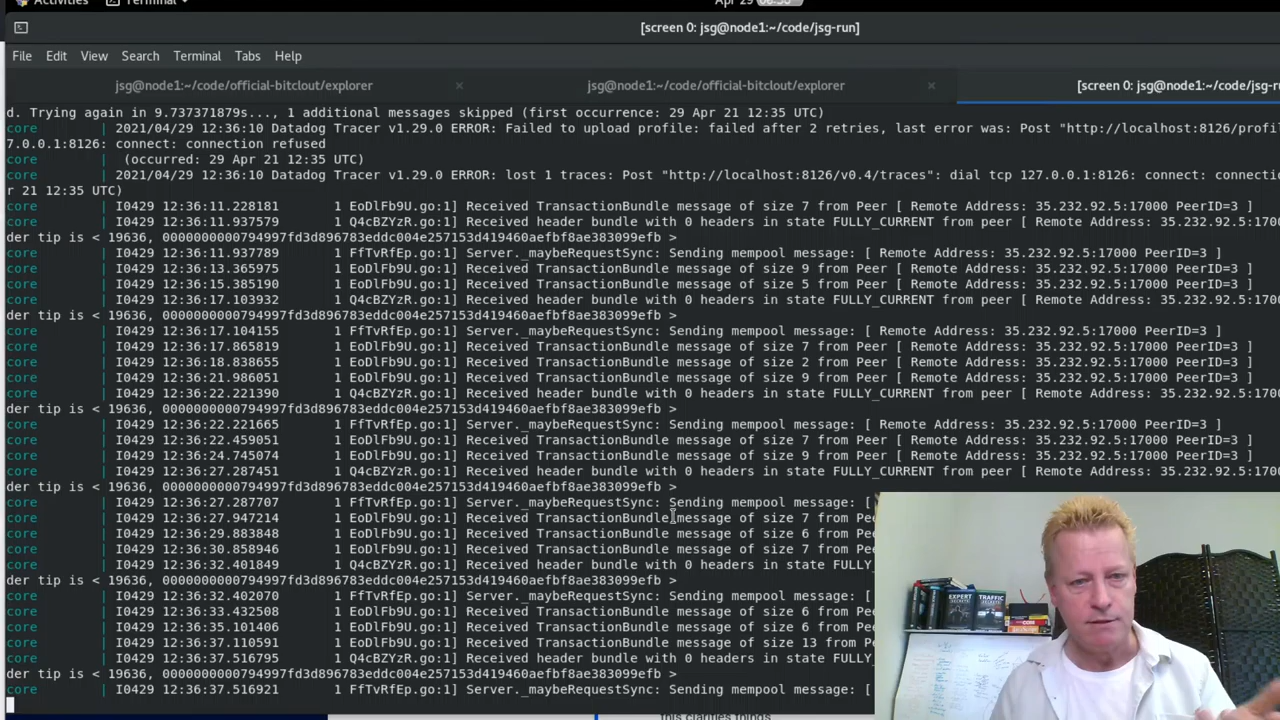 Activities
Terminal
Apr 29
[screen 0: jsg@node1:~/code/jsg-run]
File Edit View Search Terminal Tabs Help
jsg@node1:~/code/official-bitclout/explorer × jsg@node1:~/code/official-bitclout/explorer × [screen 0: jsg@node1:~/code/jsg-ru
d. Trying again in 9.737371879s..., 1 additional messages skipped (first occurrence: 29 Apr 21 12:35 UTC)
core | 2021/04/29 12:36:10 Datadog Tracer v1.29.0 ERROR: Failed to upload profile: failed after 2 retries, last error was: Post "http://localhost:8126/profi
7.0.0.1:8126: connect: connection refused
core | (occurred: 29 Apr 21 12:35 UTC)
core | 2021/04/29 12:36:10 Datadog Tracer v1.29.0 ERROR: lost 1 traces: Post "http://localhost:8126/v0.4/traces": dial tcp 127.0.0.1:8126: connect: connectio
r 21 12:35 UTC)
core | I0429 12:36:11.228181 1 EoDlFb9U.go:1] Received TransactionBundle message of size 7 from Peer [ Remote Address: 35.232.92.5:17000 PeerID=3 ]
core | I0429 12:36:11.937579 1 Q4cBZYzR.go:1] Received header bundle with 0 headers in state FULLY_CURRENT from peer [ Remote Address: 35.232.92.5:1700
der tip is < 19636, 0000000000794997fd3d896783eddc004e257153d419460aefbf8ae383099efb >
core | I0429 12:36:11.937789 1 FfTvRfEp.go:1] Server._maybeRequestSync: Sending mempool message: [ Remote Address: 35.232.92.5:17000 PeerID=3 ]
core | I0429 12:36:13.365975 1 EoDlFb9U.go:1] Received TransactionBundle message of size 9 from Peer [ Remote Address: 35.232.92.5:17000 PeerID=3 ]
core | I0429 12:36:15.385190 1 EoDlFb9U.go:1] Received TransactionBundle message of size 5 from Peer [ Remote Address: 35.232.92.5:17000 PeerID=3 ]
core | I0429 12:36:17.103932 1 Q4cBZYzR.go:1] Received header bundle with 0 headers in state FULLY_CURRENT from peer [ Remote Address: 35.232.92.5:1700
der tip is < 19636, 0000000000794997fd3d896783eddc004e257153d419460aefbf8ae383099efb >
core | I0429 12:36:17.104155 1 FfTvRfEp.go:1] Server._maybeRequestSync: Sending mempool message: [ Remote Address: 35.232.92.5:17000 PeerID=3 ]
core | I0429 12:36:17.865819 1 EoDlFb9U.go:1] Received TransactionBundle message of size 7 from Peer [ Remote Address: 35.232.92.5:17000 PeerID=3 ]
core | I0429 12:36:18.838655 1 EoDlFb9U.go:1] Received TransactionBundle message of size 2 from Peer [ Remote Address: 35.232.92.5:17000 PeerID=3 ]
core | I0429 12:36:21.986051 1 EoDlFb9U.go:1] Received TransactionBundle message of size 9 from Peer [ Remote Address: 35.232.92.5:17000 PeerID=3 ]
core | I0429 12:36:22.221390 1 Q4cBZYzR.go:1] Received header bundle with 0 headers in state FULLY_CURRENT from peer [ Remote Address: 35.232.92.5:1700
der tip is < 19636, 0000000000794997fd3d896783eddc004e257153d419460aefbf8ae383099efb >
core | I0429 12:36:22.221665 1 FfTvRfEp.go:1] Server._maybeRequestSync: Sending mempool message: [ Remote Address: 35.232.92.5:17000 PeerID=3 ]
core | I0429 12:36:22.459051 1 EoDlFb9U.go:1] Received TransactionBundle message of size 7 from Peer [ Remote Address: 35.232.92.5:17000 PeerID=3 ]
core | I0429 12:36:24.745074 1 EoDlFb9U.go:1] Received TransactionBundle message of size 9 from Peer [ Remote Address: 35.232.92.5:17000 PeerID=3 ]
core | I0429 12:36:27.287451 1 Q4cBZYzR.go:1] Received header bundle with 0 headers in state FULLY_CURRENT from peer [ Remote Address: 35.232.92.5:1700
der tip is < 19636, 0000000000794997fd3d896783eddc004e257153d419460aefbf8ae383099efb >
core | I0429 12:36:27.287707 1 FfTvRfEp.go:1] Server._maybeRequestSync: Sending mempool message: [
core | I0429 12:36:27.947214 1 EoDlFb9U.go:1] Received TransactionBundle message of size 7 from Pee
core | I0429 12:36:29.883848 1 EoDlFb9U.go:1] Received TransactionBundle message of size 6 from Pee
core | I0429 12:36:30.858946 1 EoDlFb9U.go:1] Received TransactionBundle message of size 7 from Pee
core | I0429 12:36:32.401849 1 Q4cBZYzR.go:1] Received header bundle with 0 headers in state FULLY_
der tip is < 19636, 0000000000794997fd3d896783eddc004e257153d419460aefbf8ae383099efb >
core | I0429 12:36:32.402070 1 FfTvRfEp.go:1] Server._maybeRequestSync: Sending mempool message: [
core | I0429 12:36:33.432508 1 EoDlFb9U.go:1] Received TransactionBundle message of size 6 from Pee
core | I0429 12:36:35.101406 1 EoDlFb9U.go:1] Received TransactionBundle message of size 6 from Pee
core | I0429 12:36:37.110591 1 EoDlFb9U.go:1] Received TransactionBundle message of size 13 from P
core | I0429 12:36:37.516795 1 Q4cBZYzR.go:1] Received header bundle with 0 headers in state FULLY_
der tip is < 19636, 0000000000794997fd3d896783eddc004e257153d419460aefbf8ae383099efb >
core | I0429 12:36:37.516921 1 FfTvRfEp.go:1] Server._maybeRequestSync: Sending mempool message: [
EXPERT
SECRETS
TRAFFIC
SECRETS
this clarifies things